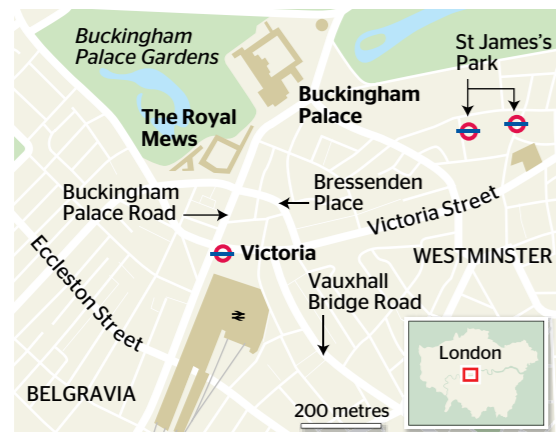 Buckingham
Palace Gardens
St James's
Park
The Royal
Mews
Buckingham
Palace
Buckingham
Palace Road
Bressenden
Place
Victoria Street
Victoria
WESTMINSTER
Eccleston Street
Vauxhall
Bridge Road
London
BELGRAVIA
200 metres